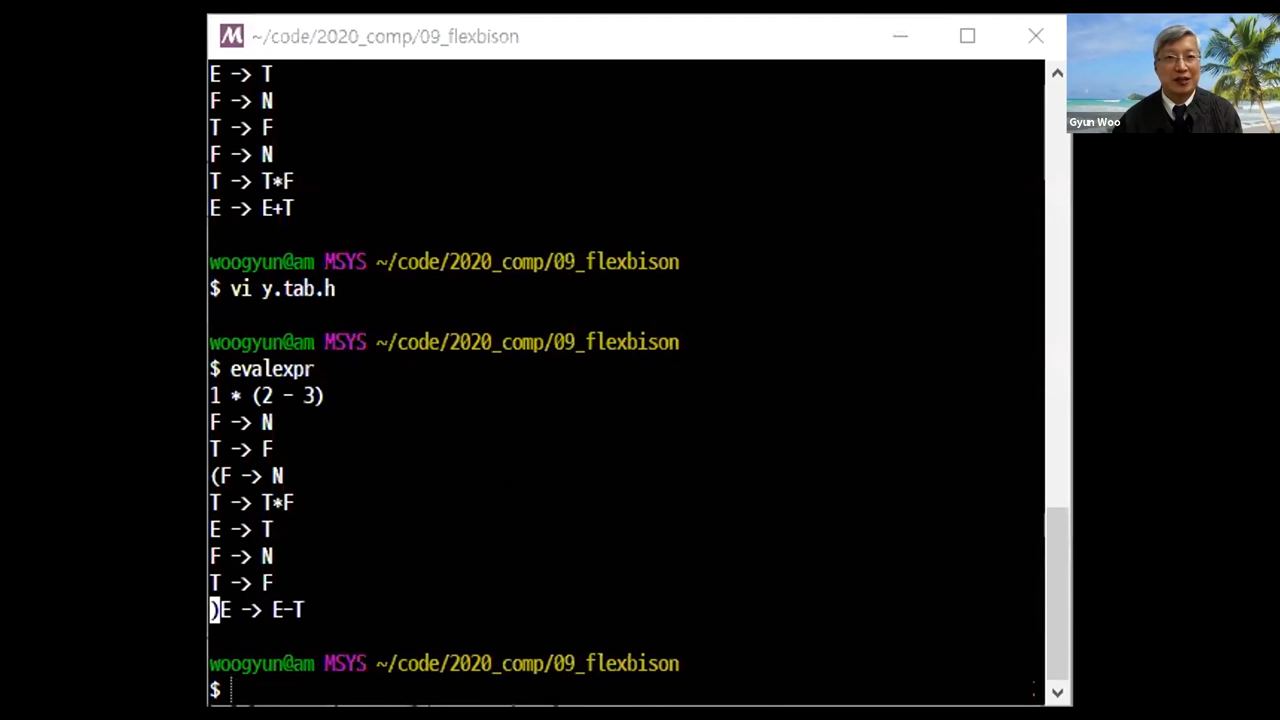 ~/code/2020_comp/09_flexbison
Gyun Woo
E -> T
F -> N
T -> F
F -> N
T -> T*F
E -> E+T
woogyun@am MSYS ~/code/2020_comp/09_flexbison
$ vi y.tab.h
woogyun@am MSYS ~/code/2020_comp/09_flexbison
$ evalexpr
1 * (2 - 3)
F -> N
T -> F
(F -> N
T -> T*F
E -> T
F -> N
T -> F
)E -> E-T
woogyun@am MSYS ~/code/2020_comp/09_flexbison
$